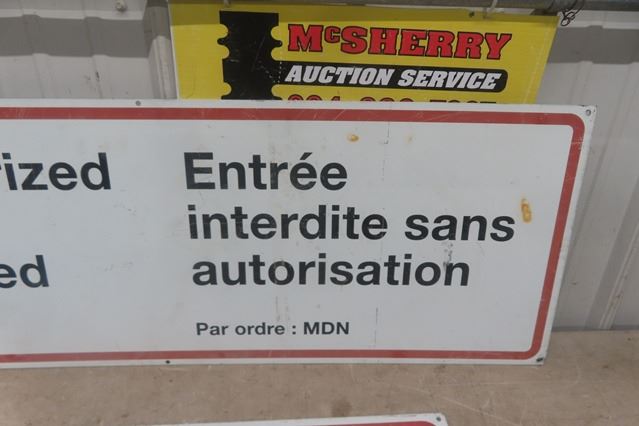 McSHERRY
AUCTION SERVICE
rized
ed
Entrée
interdite sans
autorisation
Par ordre : MDN